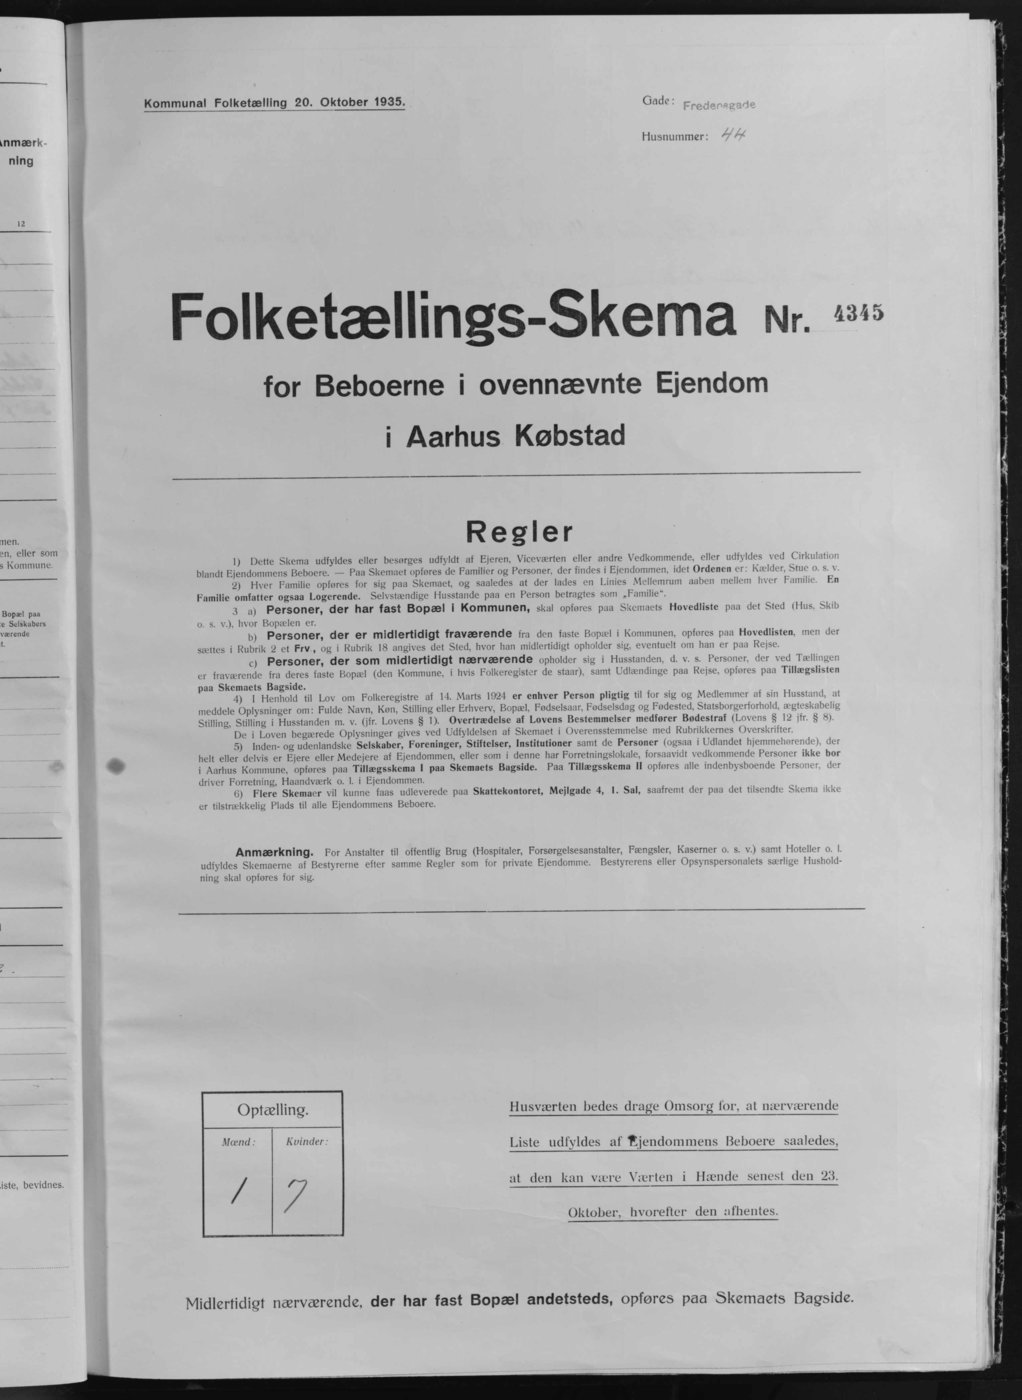 Anmærk-
ning
12
men.
en, eller som
s Kommune.
Bopæl paa
e Selskabers
værende
t.
iste, bevidnes.
Kommunal Folketælling 20. Oktober 1935.
Gade: Fredensgade
Husnummer: 44
Folketællings-Skema Nr. 4345
for Beboerne i ovennævnte Ejendom
i Aarhus Købstad
Regler
1) Dette Skema udfyldes eller besørges udfyldt af Ejeren, Viceværten eller andre Vedkommende, eller udfyldes ved Cirkulation
blandt Ejendommens Beboere. — Paa Skemaet opføres de Familier og Personer, der findes i Ejendommen, idet Ordenen er: Kælder, Stue o. s. v.
2) Hver Familie opføres for sig paa Skemaet, og saaledes at der lades en Linies Mellemrum aaben mellem hver Familie. En
Familie omfatter ogsaa Logerende. Selvstændige Husstande paa en Person betragtes som „Familie“.
3 a) Personer, der har fast Bopæl i Kommunen, skal opføres paa Skemaets Hovedliste paa det Sted (Hus, Skib
o. s. v.), hvor Bopælen er.
b) Personer, der er midlertidigt fraværende fra den faste Bopæl i Kommunen, opføres paa Hovedlisten, men der
sættes i Rubrik 2 et Frv., og i Rubrik 18 angives det Sted, hvor han midlertidigt opholder sig, eventuelt om han er paa Rejse.
c) Personer, der som midlertidigt nærværende opholder sig i Husstanden, d. v. s. Personer, der ved Tællingen
er fraværende fra deres faste Bopæl (den Kommune, i hvis Folkeregister de staar), samt Udlændinge paa Rejse, opføres paa Tillægslisten
paa Skemaets Bagside.
4) I Henhold til Lov om Folkeregistre af 14. Marts 1924 er enhver Person pligtig til for sig og Medlemmer af sin Husstand, at
meddele Oplysninger om: Fulde Navn, Køn, Stilling eller Erhverv, Bopæl, Fødselsaar, Fødselsdag og Fødested, Statsborgerforhold, ægteskabelig
Stilling, Stilling i Husstanden m. v. (jfr. Lovens § 1). Overtrædelse af Lovens Bestemmelser medfører Bødestraf (Lovens § 12 jfr. § 8).
De i Loven begærede Oplysninger gives ved Udfyldelsen af Skemaet i Overensstemmelse med Rubrikkernes Overskrifter.
5) Inden- og udenlandske Selskaber, Foreninger, Stiftelser, Institutioner samt de Personer (ogsaa i Udlandet hjemmehørende), der
helt eller delvis er Ejere eller Medejere af Ejendommen, eller som i denne har Forretningslokale, forsaavidt vedkommende Personer ikke bor
i Aarhus Kommune, opføres paa Tillægsskema I paa Skemaets Bagside. Paa Tillægsskema II opføres alle indenbysboende Personer, der
driver Forretning, Haandværk o. l. i Ejendommen.
6) Flere Skemaer vil kunne faas udleverede paa Skattekontoret, Mejlgade 4, 1. Sal, saafremt der paa det tilsendte Skema ikke
er tilstrækkelig Plads til alle Ejendommens Beboere.
Anmærkning. For Anstalter til offentlig Brug (Hospitaler, Forsørgelsesanstalter, Fængsler, Kaserner o. s. v.) samt Hoteller o. l.
udfyldes Skemaerne af Bestyrerne efter samme Regler som for private Ejendomme. Bestyrerens eller Opsynspersonalets særlige Hushold-
ning skal opføres for sig.
Optælling.
Mænd: Kvinder:
1 7
Husværten bedes drage Omsorg for, at nærværende
Liste udfyldes af Ejendommens Beboere saaledes,
at den kan være Værten i Hænde senest den 23.
Oktober, hvorefter den afhentes.
Midlertidigt nærværende, der har fast Bopæl andetsteds, opføres paa Skemaets Bagside.